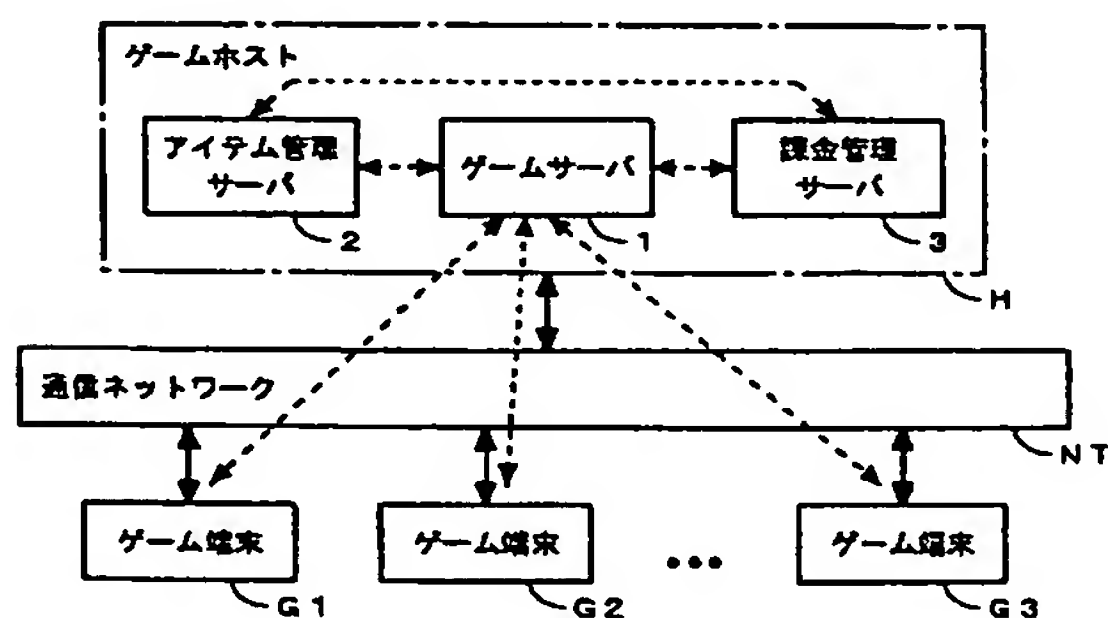 ゲームホスト
アイテム管理
サーバ
2
ゲームサーバ
1
課金管理
サーバ
3
H
通信ネットワーク
NT
ゲーム端末
G1
ゲーム端末
G2
•••
ゲーム端末
G3